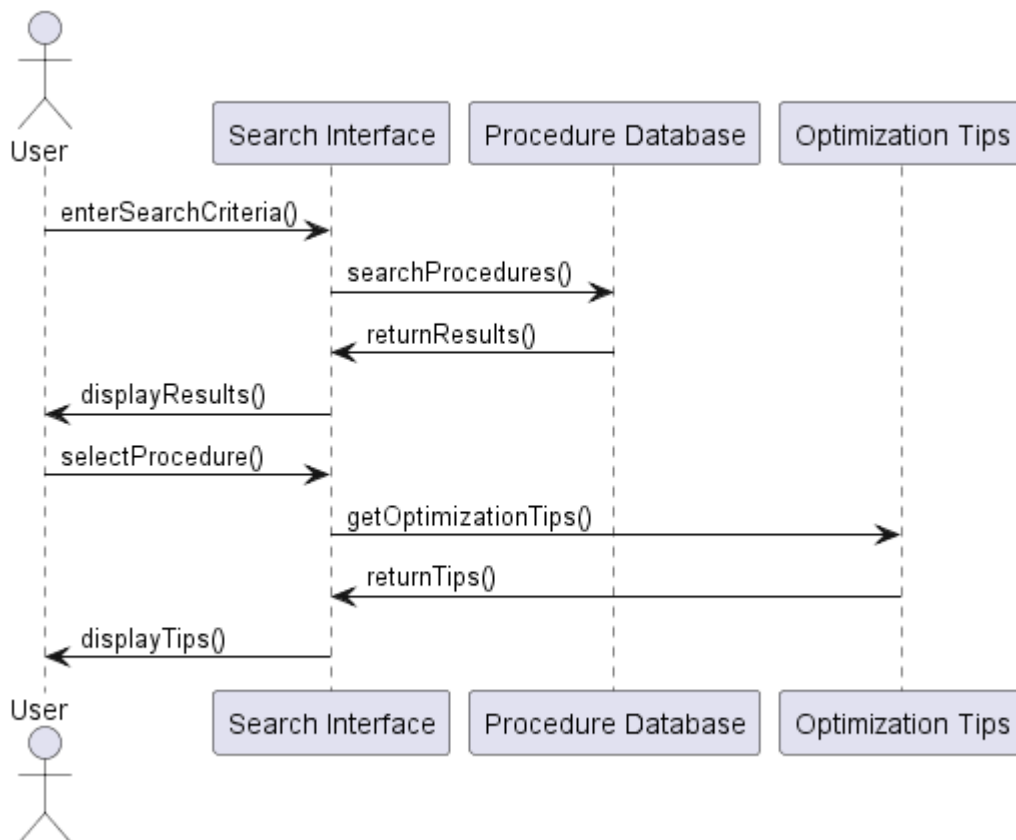 User
Search Interface
Procedure Database
Optimization Tips
enterSearchCriteria()
searchProcedures()
returnResults()
displayResults()
selectProcedure()
getOptimizationTips()
returnTips()
displayTips()
User
Search Interface
Procedure Database
Optimization Tips